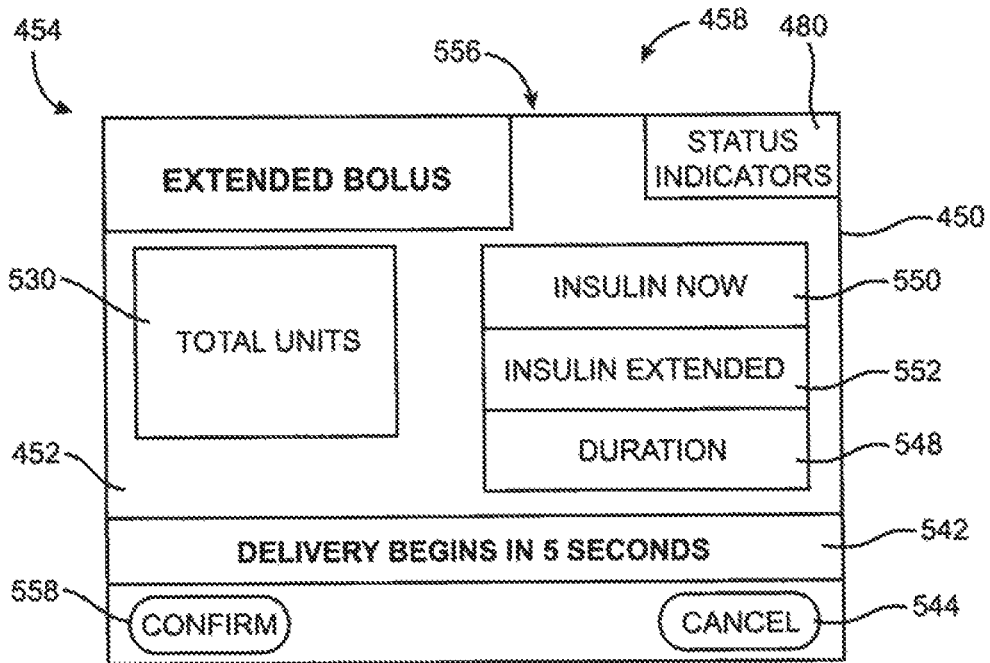 454
556
458
480
EXTENDED BOLUS
STATUS
INDICATORS
450
530
TOTAL UNITS
INSULIN NOW
550
INSULIN EXTENDED
552
452
DURATION
548
DELIVERY BEGINS IN 5 SECONDS
542
558
CONFIRM
CANCEL
544